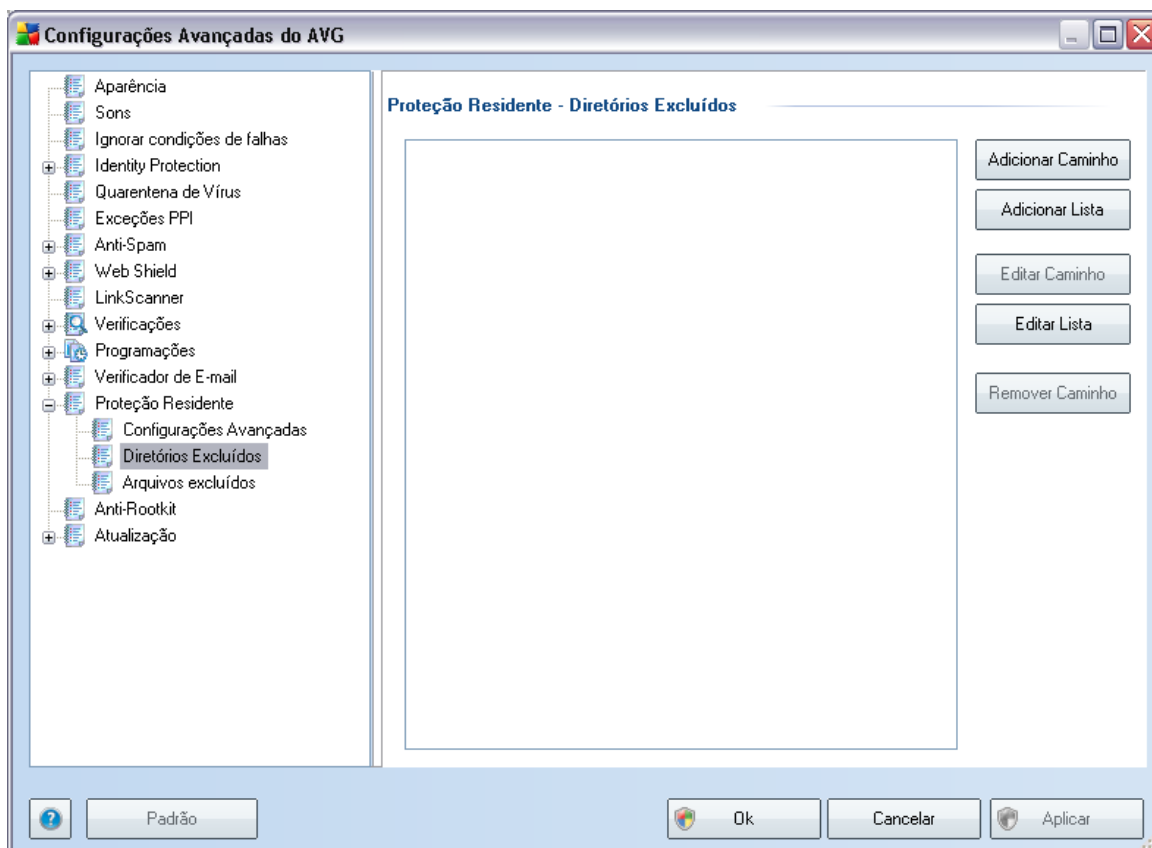 Configurações Avançadas do AVG
Aparência
Sons
Ignorar condições de falhas
Identity Protection
Quarentena de Vírus
Exceções PPI
Anti-Spam
Web Shield
LinkScanner
Verificações
Programações
Verificador de E-mail
Proteção Residente
Configurações Avançadas
Diretórios Excluídos
Arquivos excluídos
Anti-Rootkit
Atualização
Proteção Residente - Diretórios Excluídos
Adicionar Caminho
Adicionar Lista
Editar Caminho
Editar Lista
Remover Caminho
Padrão
Ok
Cancelar
Aplicar